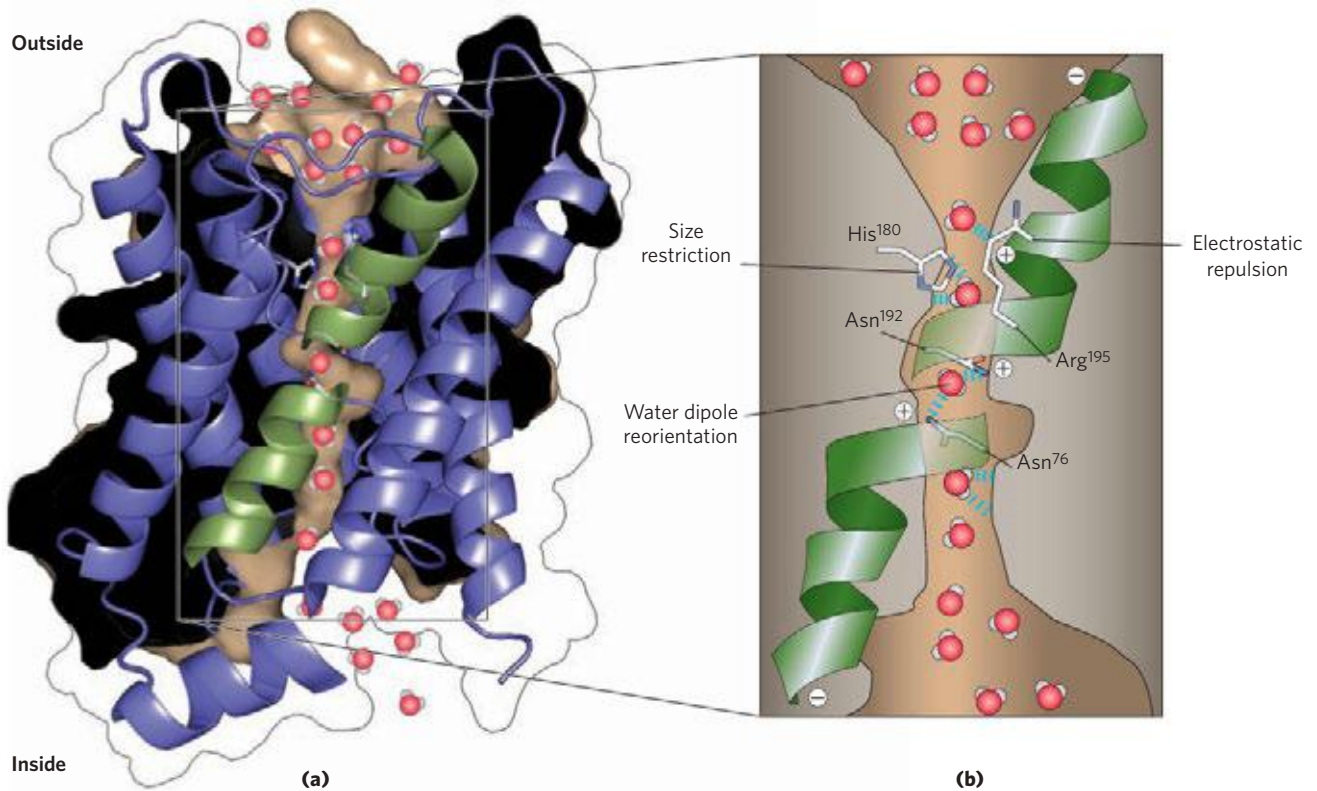 Outside
Size
restriction
His180
Electrostatic
repulsion
Asn192
Arg195
Water dipole
reorientation
Asn76
Inside
(a)
(b)
−
+
+
+
−